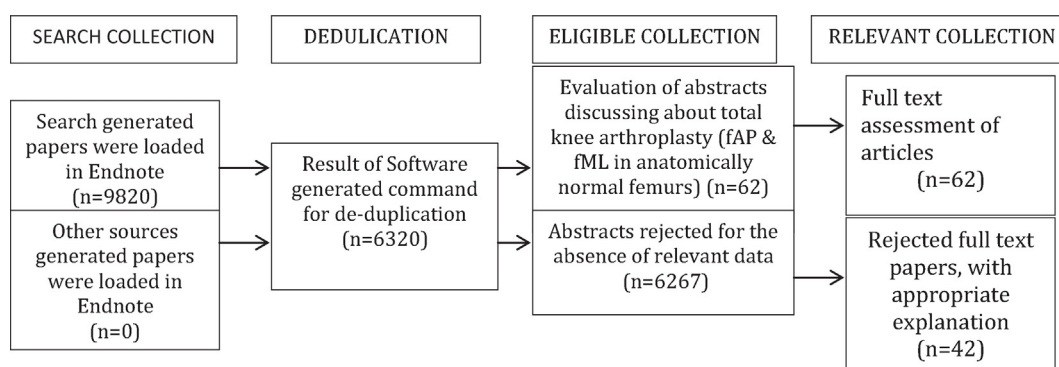 SEARCH COLLECTION
DEDULICATION
ELIGIBLE COLLECTION
RELEVANT COLLECTION
Search generated
papers were loaded
in Endnote
(n=9820)
Other sources
generated papers
were loaded in
Endnote
(n=0)
Result of Software
generated command
for de-duplication
(n=6320)
Evaluation of abstracts
discussing about total
knee arthroplasty (fAP &
fML in anatomically
normal femurs) (n=62)
Abstracts rejected for the
absence of relevant data
(n=6267)
Full text
assessment of
articles
(n=62)
Rejected full text
papers, with
appropriate
explanation
(n=42)